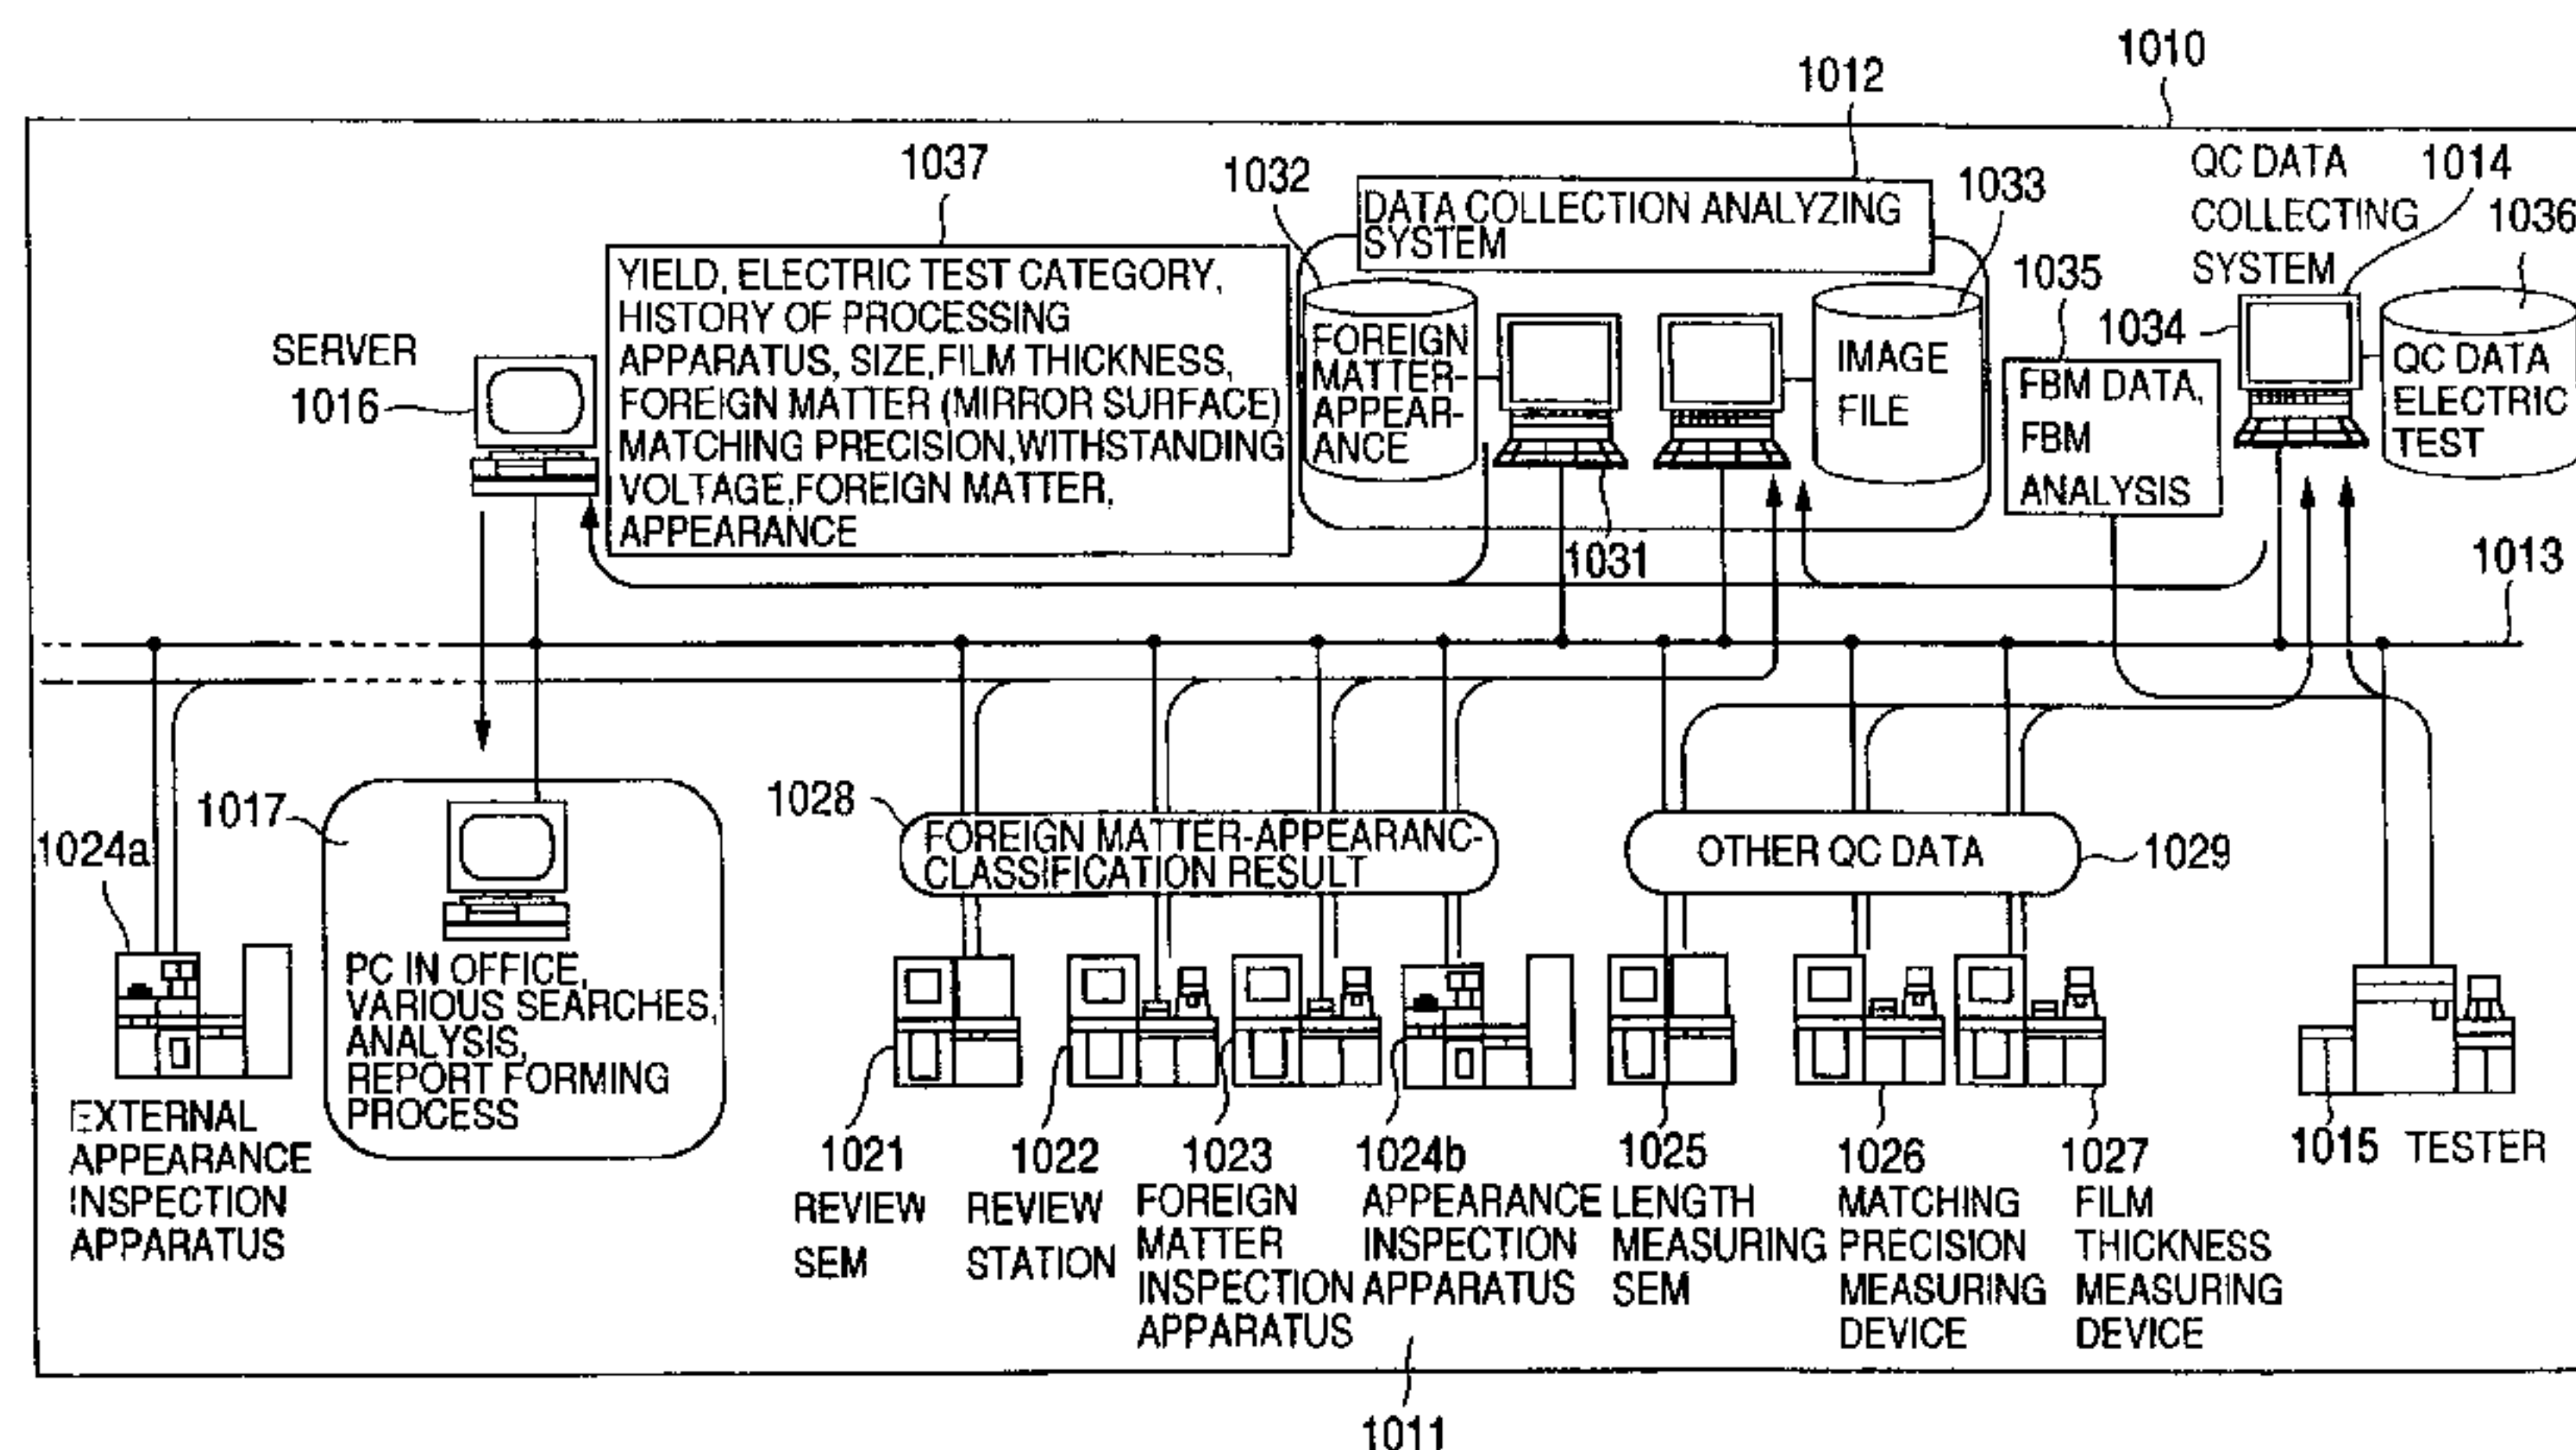 1010
1012
1037
1032
DATA COLLECTION ANALYZING
SYSTEM
1033
QC DATA
COLLECTING
SYSTEM
1014
1036
1035
1034
YIELD, ELECTRIC TEST CATEGORY,
HISTORY OF PROCESSING
APPARATUS, SIZE,FILM THICKNESS,
FOREIGN MATTER (MIRROR SURFACE)
MATCHING PRECISION,WITHSTANDING
VOLTAGE,FOREIGN MATTER,
APPEARANCE
SERVER
1016
FOREIGN
MATTER-
APPEAR-
ANCE
IMAGE
FILE
FBM DATA,
FBM
ANALYSIS
QC DATA
ELECTRIC
TEST
1031
1013
1017
1024a
1028
FOREIGN MATTER-APPEARANC-
CLASSIFICATION RESULT
OTHER QC DATA
1029
PC IN OFFICE,
VARIOUS SEARCHES,
ANALYSIS,
REPORT FORMING
PROCESS
EXTERNAL
APPEARANCE
INSPECTION
APPARATUS
1021
REVIEW
SEM
1022
REVIEW
STATION
1023
FOREIGN
MATTER
INSPECTION
APPARATUS
1024b
APPEARANCE
INSPECTION
APPARATUS
1025
LENGTH
MEASURING
SEM
1026
MATCHING
PRECISION
MEASURING
DEVICE
1027
FILM
THICKNESS
MEASURING
DEVICE
1015 TESTER
1011